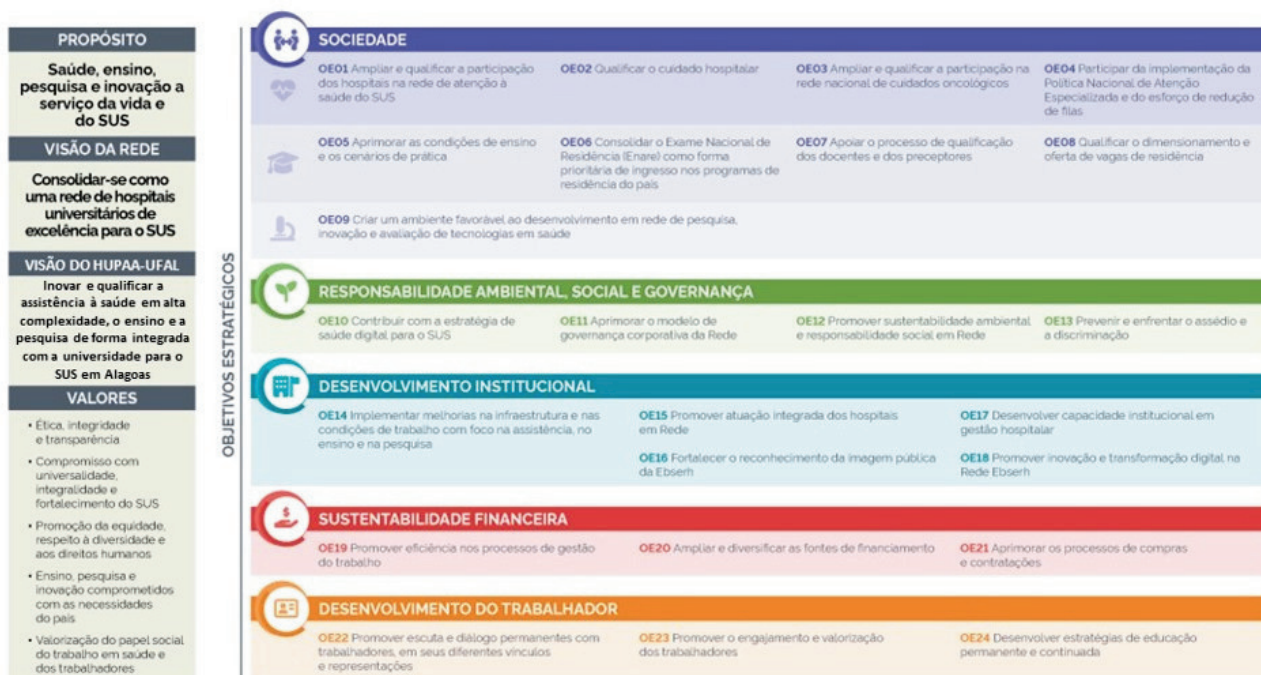 PROPÓSITO
Saúde, ensino,
pesquisa e inovação a
serviço da vida e
do SUS
VISÃO DA REDE
Consolidar-se como
uma rede de hospitais
universitários de
excelência para o SUS
VISÃO DO HUPAA-UFAL
Inovar e qualificar a
assistência à saúde em alta
complexidade, o ensino e a
pesquisa de forma integrada
com a universidade para o
SUS em Alagoas
VALORES
• Ética, integridade
e transparência
• Compromisso com
universalidade,
integralidade e
fortalecimento do SUS
• Promoção da equidade,
respeito à diversidade e
aos direitos humanos
• Ensino, pesquisa e
inovação comprometidos
com as necessidades
do país
• Valorização do papel social
do trabalho em saúde e
dos trabalhadores
OBJETIVOS ESTRATÉGICOS
SOCIEDADE
OE01 Ampliar e qualificar a participação
dos hospitais na rede de atenção à
saúde do SUS
OE02 Qualificar o cuidado hospitalar
OE03 Ampliar e qualificar a participação na
rede nacional de cuidados oncológicos
OE04 Participar da implementação da
Política Nacional de Atenção
Especializada e do esforço de redução
de filas
OE05 Aprimorar as condições de ensino
e os cenários de prática
OE06 Consolidar o Exame Nacional de
Residência (Enare) como forma
prioritária de ingresso nos programas de
residência do país
OE07 Apoiar o processo de qualificação
dos docentes e dos preceptores
OE08 Qualificar o dimensionamento e
oferta de vagas de residência
OE09 Criar um ambiente favorável ao desenvolvimento em rede de pesquisa,
inovação e avaliação de tecnologias em saúde
RESPONSABILIDADE AMBIENTAL, SOCIAL E GOVERNANÇA
OE10 Contribuir com a estratégia de
saúde digital para o SUS
OE11 Aprimorar o modelo de
governança corporativa da Rede
OE12 Promover sustentabilidade ambiental
e responsabilidade social em Rede
OE13 Prevenir e enfrentar o assédio e
a discriminação
DESENVOLVIMENTO INSTITUCIONAL
OE14 Implementar melhorias na infraestrutura e nas
condições de trabalho com foco na assistência, no
ensino e na pesquisa
OE15 Promover atuação integrada dos hospitais
em Rede
OE16 Fortalecer o reconhecimento da imagem pública
da Ebserh
OE17 Desenvolver capacidade institucional em
gestão hospitalar
OE18 Promover inovação e transformação digital na
Rede Ebserh
SUSTENTABILIDADE FINANCEIRA
OE19 Promover eficiência nos processos de gestão
do trabalho
OE20 Ampliar e diversificar as fontes de financiamento
OE21 Aprimorar os processos de compras
e contratações
DESENVOLVIMENTO DO TRABALHADOR
OE22 Promover escuta e diálogo permanentes com
trabalhadores, em seus diferentes vínculos
e representações
OE23 Promover o engajamento e valorização
dos trabalhadores
OE24 Desenvolver estratégias de educação
permanente e continuada